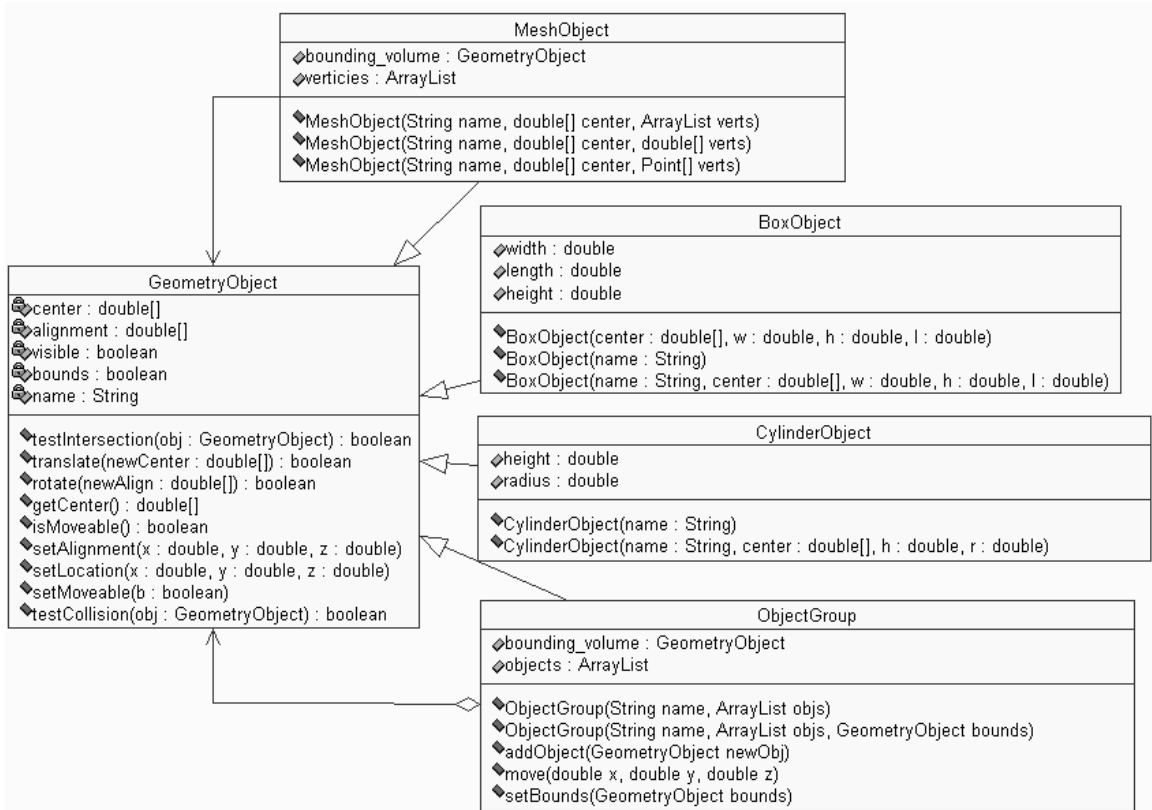 MeshObject
bounding_volume : GeometryObject
verticies : ArrayList
MeshObject(String name, double[] center, ArrayList verts)
MeshObject(String name, double[] center, double[] verts)
MeshObject(String name, double[] center, Point[] verts)
BoxObject
width : double
length : double
height : double
BoxObject(center : double[], w : double, h : double, l : double)
BoxObject(name : String)
BoxObject(name : String, center : double[], w : double, h : double, l : double)
GeometryObject
center : double[]
alignment : double[]
visible : boolean
bounds : boolean
name : String
testIntersection(obj : GeometryObject) : boolean
translate(newCenter : double[]) : boolean
rotate(newAlign : double[]) : boolean
getCenter() : double[]
isMoveable() : boolean
setAlignment(x : double, y : double, z : double)
setLocation(x : double, y : double, z : double)
setMoveable(b : boolean)
testCollision(obj : GeometryObject) : boolean
CylinderObject
height : double
radius : double
CylinderObject(name : String)
CylinderObject(name : String, center : double[], h : double, r : double)
ObjectGroup
bounding_volume : GeometryObject
objects : ArrayList
ObjectGroup(String name, ArrayList objs)
ObjectGroup(String name, ArrayList objs, GeometryObject bounds)
addObject(GeometryObject newObj)
move(double x, double y, double z)
setBounds(GeometryObject bounds)